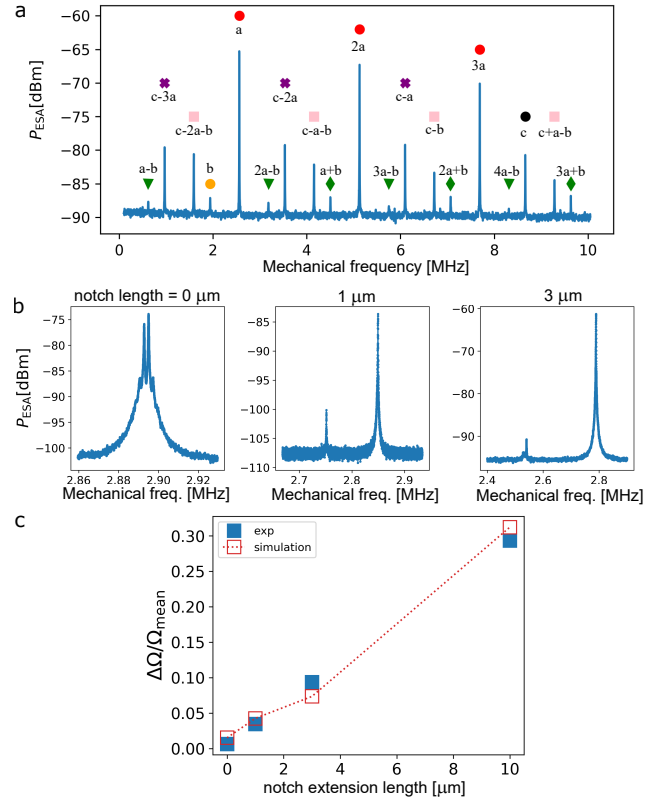 a
−60
−65
−70
−75
−80
−85
−90
P_ESA[dBm]
a
2a
3a
c-3a
c-2a
c-a
c-2a-b
c-a-b
c-b
c
c+a-b
a-b
b
2a-b
a+b
3a-b
2a+b
4a-b
3a+b
0 2 4 6 8 10
Mechanical frequency [MHz]
b
notch length = 0 μm
1 μm
3 μm
P_ESA[dBm]
−75
−80
−85
−90
−95
−100
2.86 2.88 2.90 2.92
Mechanical freq. [MHz]
−85
−90
−95
−100
−105
−110
2.7 2.8 2.9
Mechanical freq. [MHz]
−60
−70
−80
−90
2.4 2.6 2.8
Mechanical freq. [MHz]
c
exp
simulation
ΔΩ/Ω_mean
0.30
0.25
0.20
0.15
0.10
0.05
0.00
0 2 4 6 8 10
notch extension length [μm]